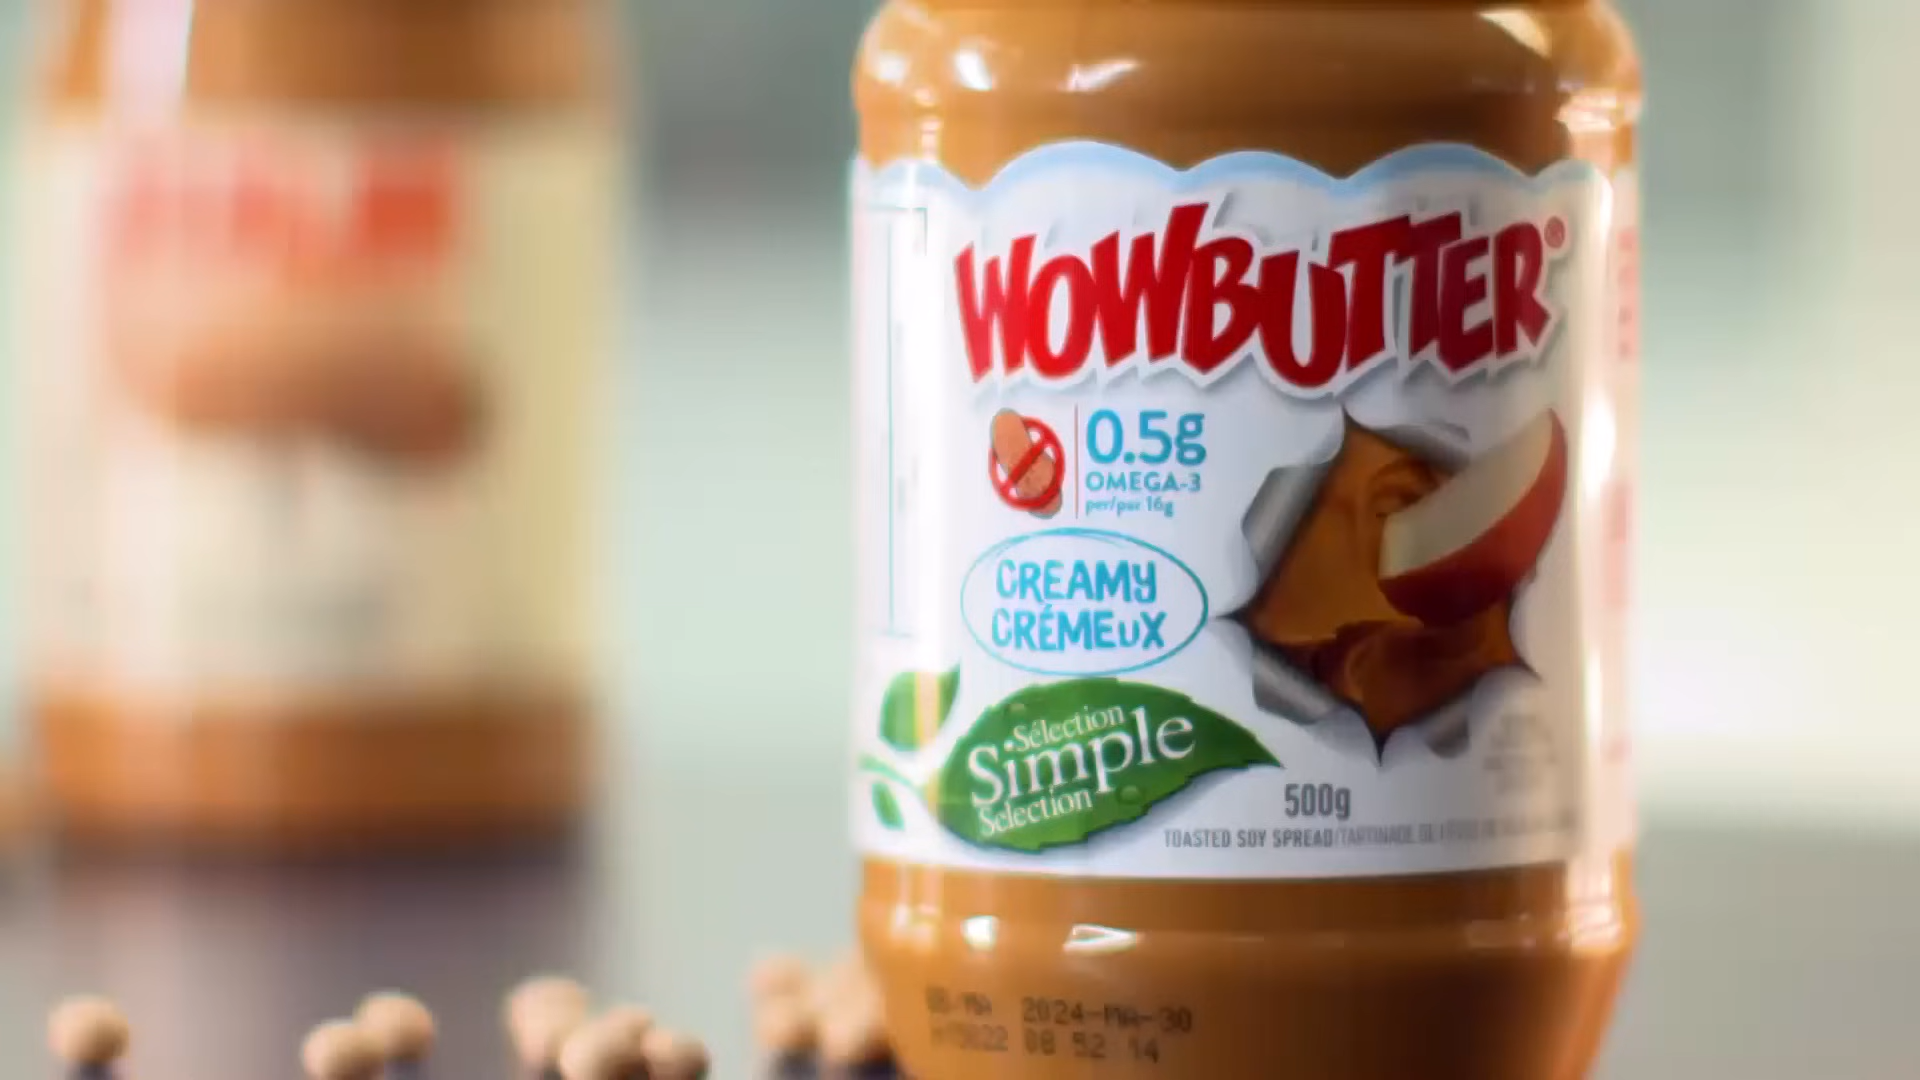 WOWBUTTER®
0.5g
OMEGA-3
per/par 16g
CREAMY
CRÉMEUX
Sélection
Simple
Selection
500g
TOASTED SOY SPREAD/TARTINADE DE
2024-MA-30
08 52 14